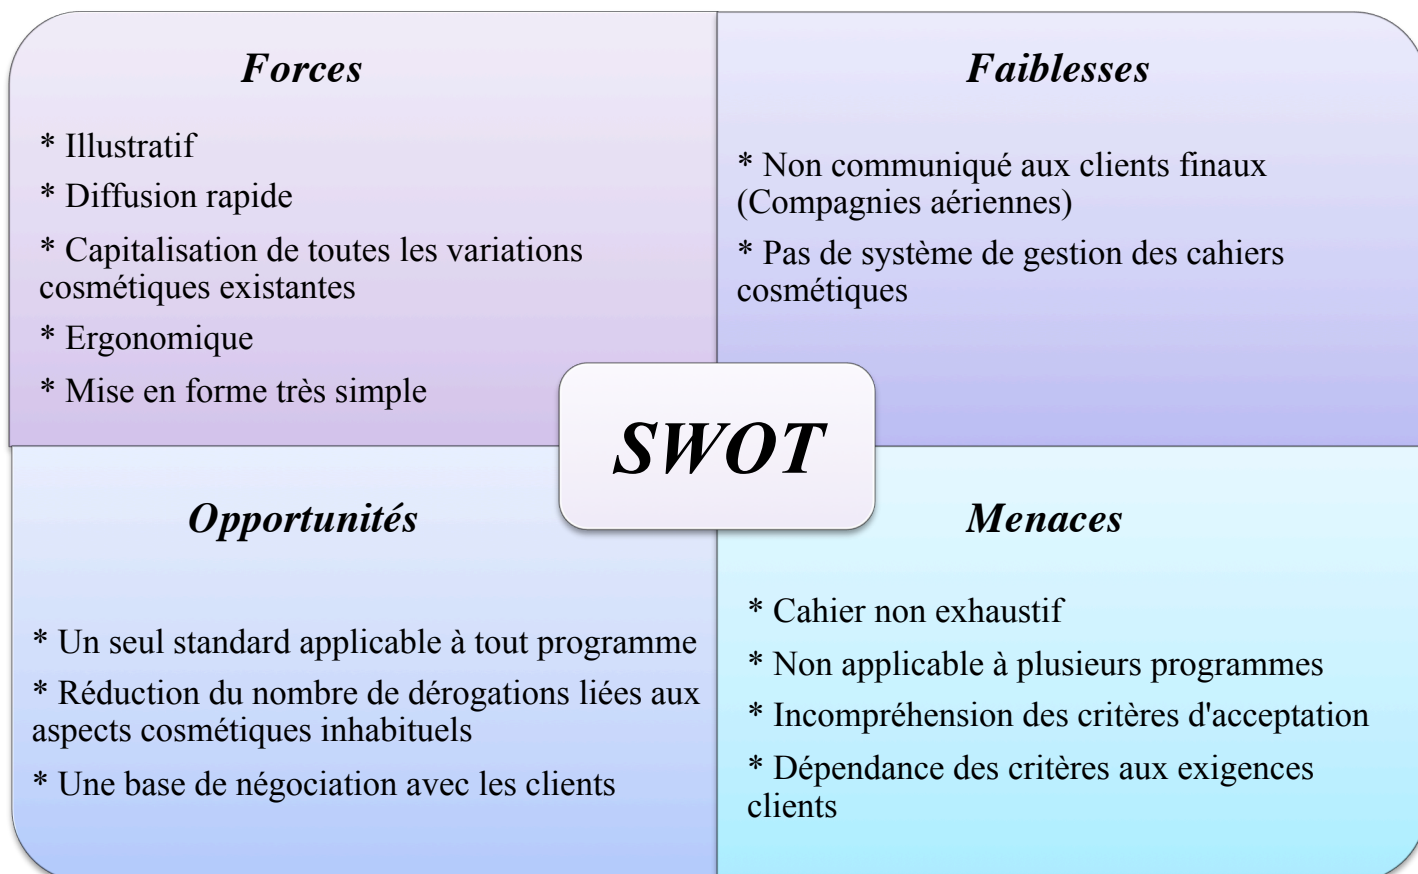 Forces
* Illustratif
* Diffusion rapide
* Capitalisation de toutes les variations
cosmétiques existantes
* Ergonomique
* Mise en forme très simple
Faiblesses
* Non communiqué aux clients finaux
(Compagnies aériennes)
* Pas de système de gestion des cahiers
cosmétiques
SWOT
Opportunités
* Un seul standard applicable à tout programme
* Réduction du nombre de dérogations liées aux
aspects cosmétiques inhabituels
* Une base de négociation avec les clients
Menaces
* Cahier non exhaustif
* Non applicable à plusieurs programmes
* Incompréhension des critères d'acceptation
* Dépendance des critères aux exigences
clients